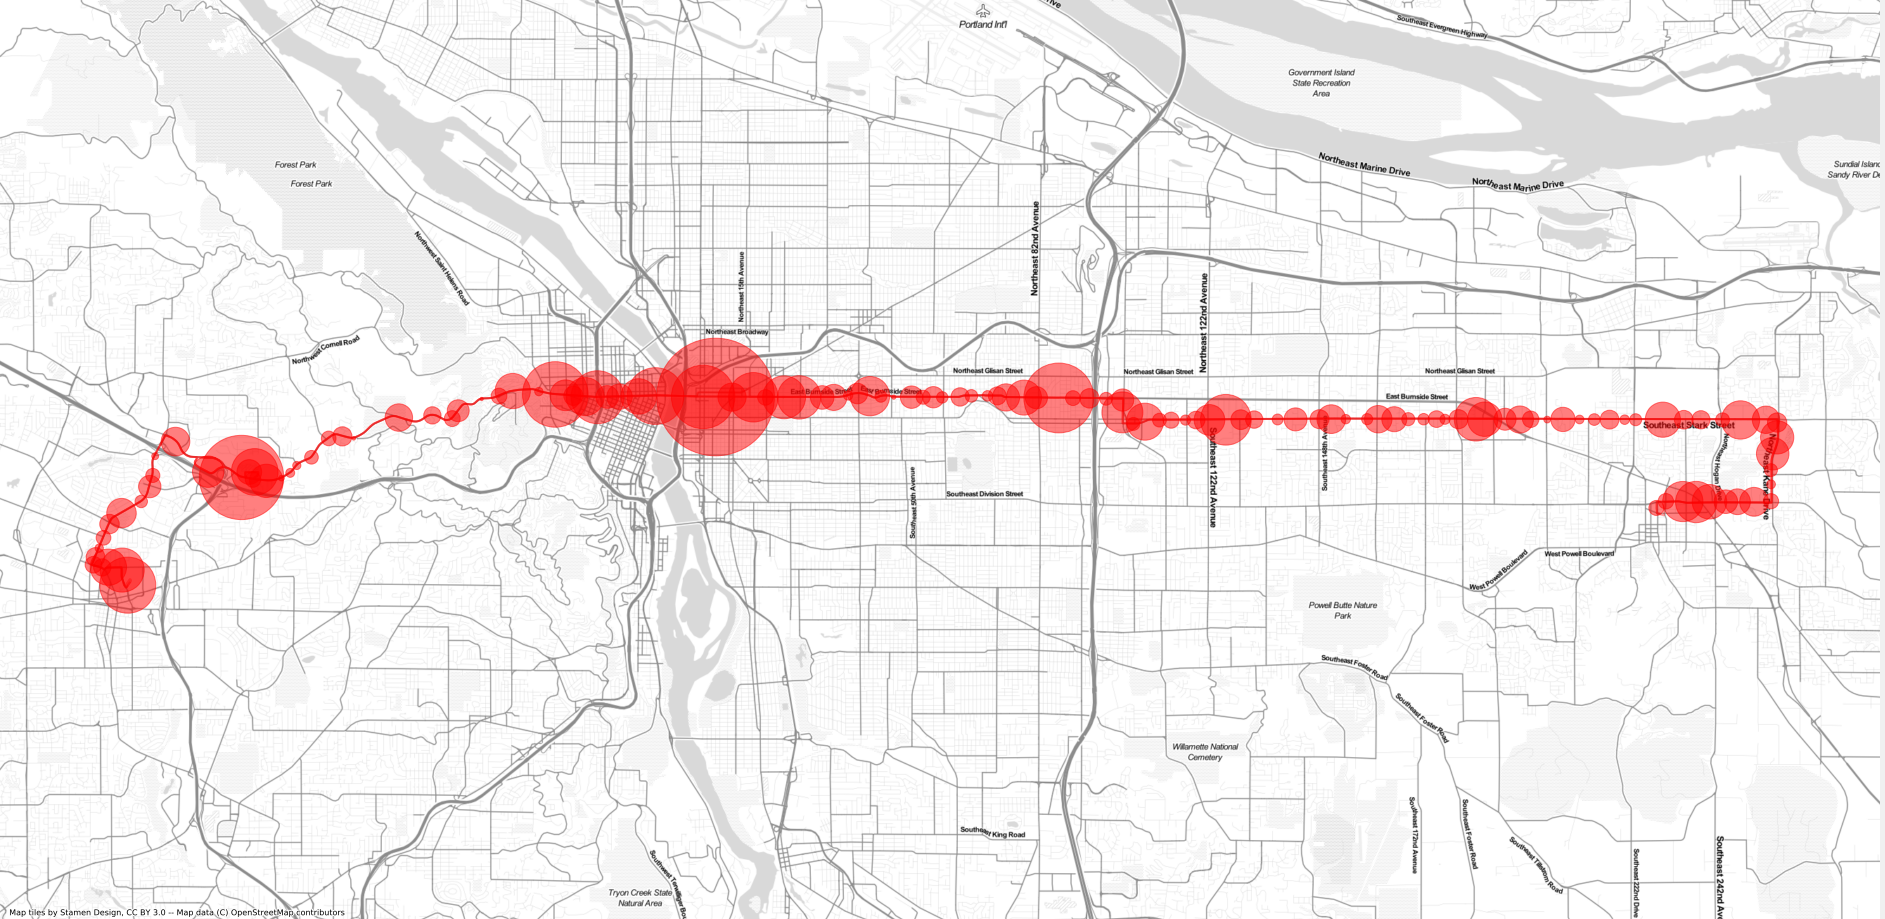 Southeast Evergreen Highway
Portland Int'l
Government Island
State Recreation
Area
Northeast Marine Drive
Northeast Marine Drive
Sundial Island
Forest Park
Forest Park
Northeast 82nd Avenue
Northwest Saint Helens Road
Northeast 15th Avenue
Northeast 122nd Avenue
Northeast Broadway
Northwest Cornell Road
Northeast Glisan Street
Northeast Glisan Street
Northeast Glisan Street
East Burnside Street
East Burnside Street
East Burnside Street
Southeast Stark Street
Southeast 122nd Avenue
Southeast 148th Avenue
Northeast Hogan Drive
Northeast Kane Drive
Southeast 50th Avenue
Southeast Division Street
West Powell Boulevard
West Powell Boulevard
Powell Butte Nature
Park
Southeast Foster Road
Southeast Foster Road
Willamette National
Cemetery
Southeast King Road
Southeast 172nd Avenue
Southeast Foster Road
Southeast Tillstrom Road
Southeast 222nd Drive
Southeast 242nd Av
Tryon Creek State
Natural Area
Map tiles by Stamen Design, CC BY 3.0 -- Map data (C) OpenStreetMap contributors